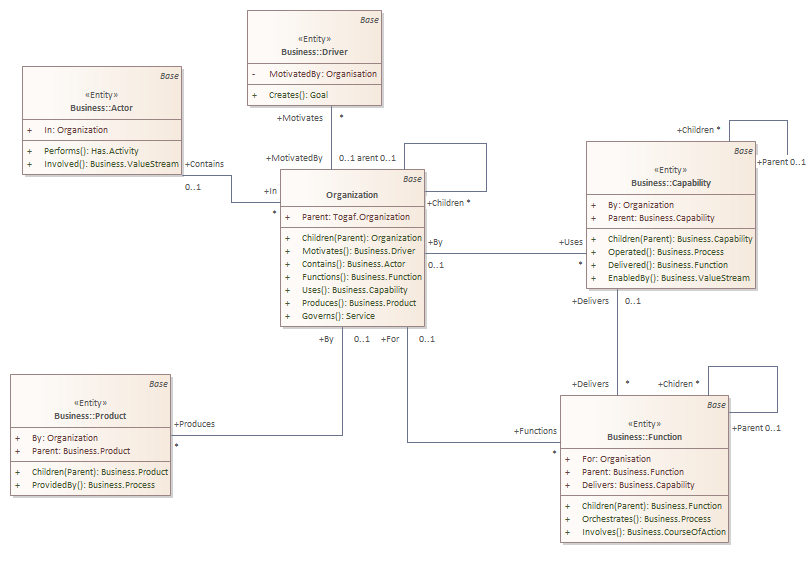 Base
«Entity»
Business::Driver
- MotivatedBy: Organisation
+ Creates(): Goal
Base
«Entity»
Business::Actor
+ In: Organization
+ Performs(): Has.Activity
+ Involved(): Business.ValueStream
+Motivates *
+MotivatedBy 0..1 arent 0..1
+Contains
0..1
+In
*
Base
Organization
+ Parent: Togaf.Organization
+ Children(Parent): Organization
+ Motivates(): Business.Driver
+ Contains(): Business.Actor
+ Functions(): Business.Function
+ Uses(): Business.Capability
+ Produces(): Business.Product
+ Governs(): Service
+Children *
+By
0..1
+Uses
*
+Children *
+Parent 0..1
Base
«Entity»
Business::Capability
+ By: Organization
+ Parent: Business.Capability
+ Children(Parent): Business.Capability
+ Operated(): Business.Process
+ Delivered(): Business.Function
+ EnabledBy(): Business.ValueStream
+Delivers 0..1
+By 0..1 +For 0..1
+Delivers * +Chidren *
+Parent 0..1
Base
«Entity»
Business::Product
+ By: Organization
+ Parent: Business.Product
+ Children(Parent): Business.Product
+ ProvidedBy(): Business.Process
+Produces
*
+Functions
*
Base
«Entity»
Business::Function
+ For: Organisation
+ Parent: Business.Function
+ Delivers: Business.Capability
+ Children(Parent): Business.Function
+ Orchestrates(): Business.Process
+ Involves(): Business.CourseOfAction